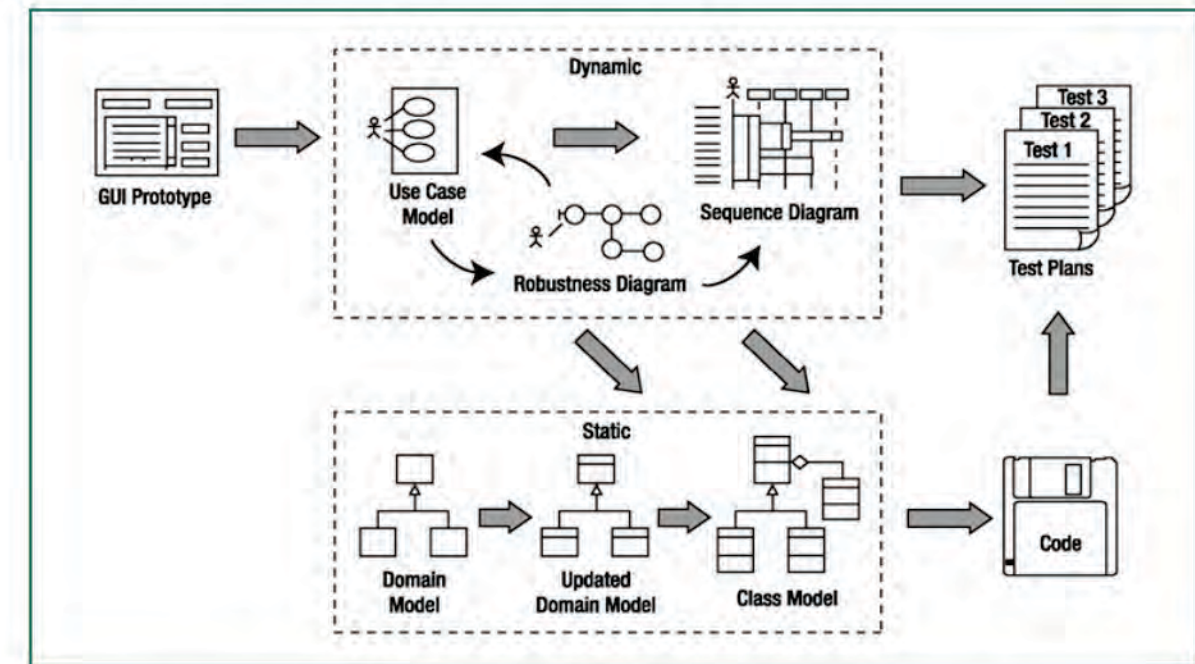 Dynamic
GUI Prototype
Use Case
Model
Sequence Diagram
Robustness Diagram
Test 3
Test 2
Test 1
Test Plans
Static
Domain
Model
Updated
Domain Model
Class Model
Code